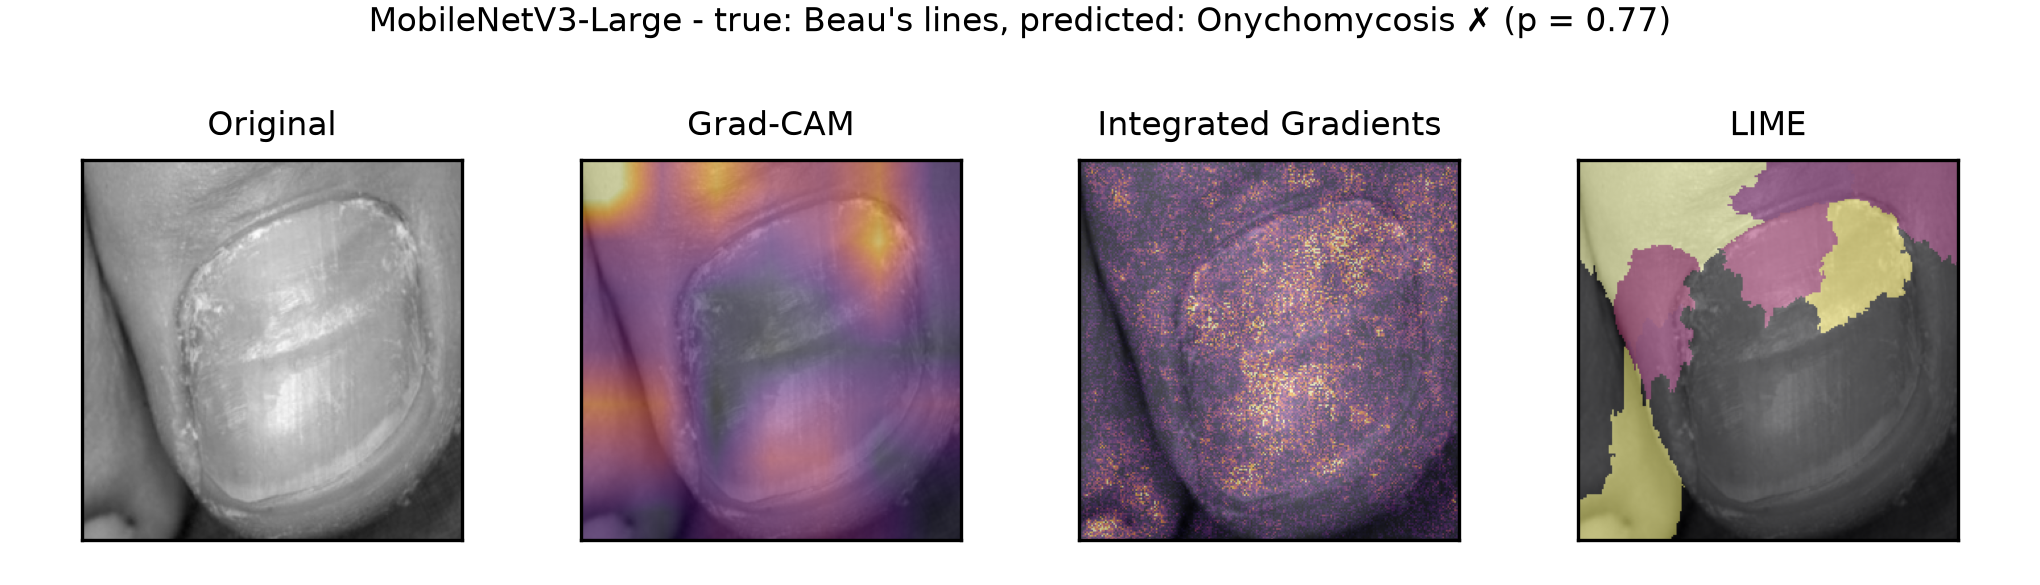 MobileNetV3-Large - true: Beau's lines, predicted: Onychomycosis ✗ (p = 0.77)
Original
Grad-CAM
Integrated Gradients
LIME